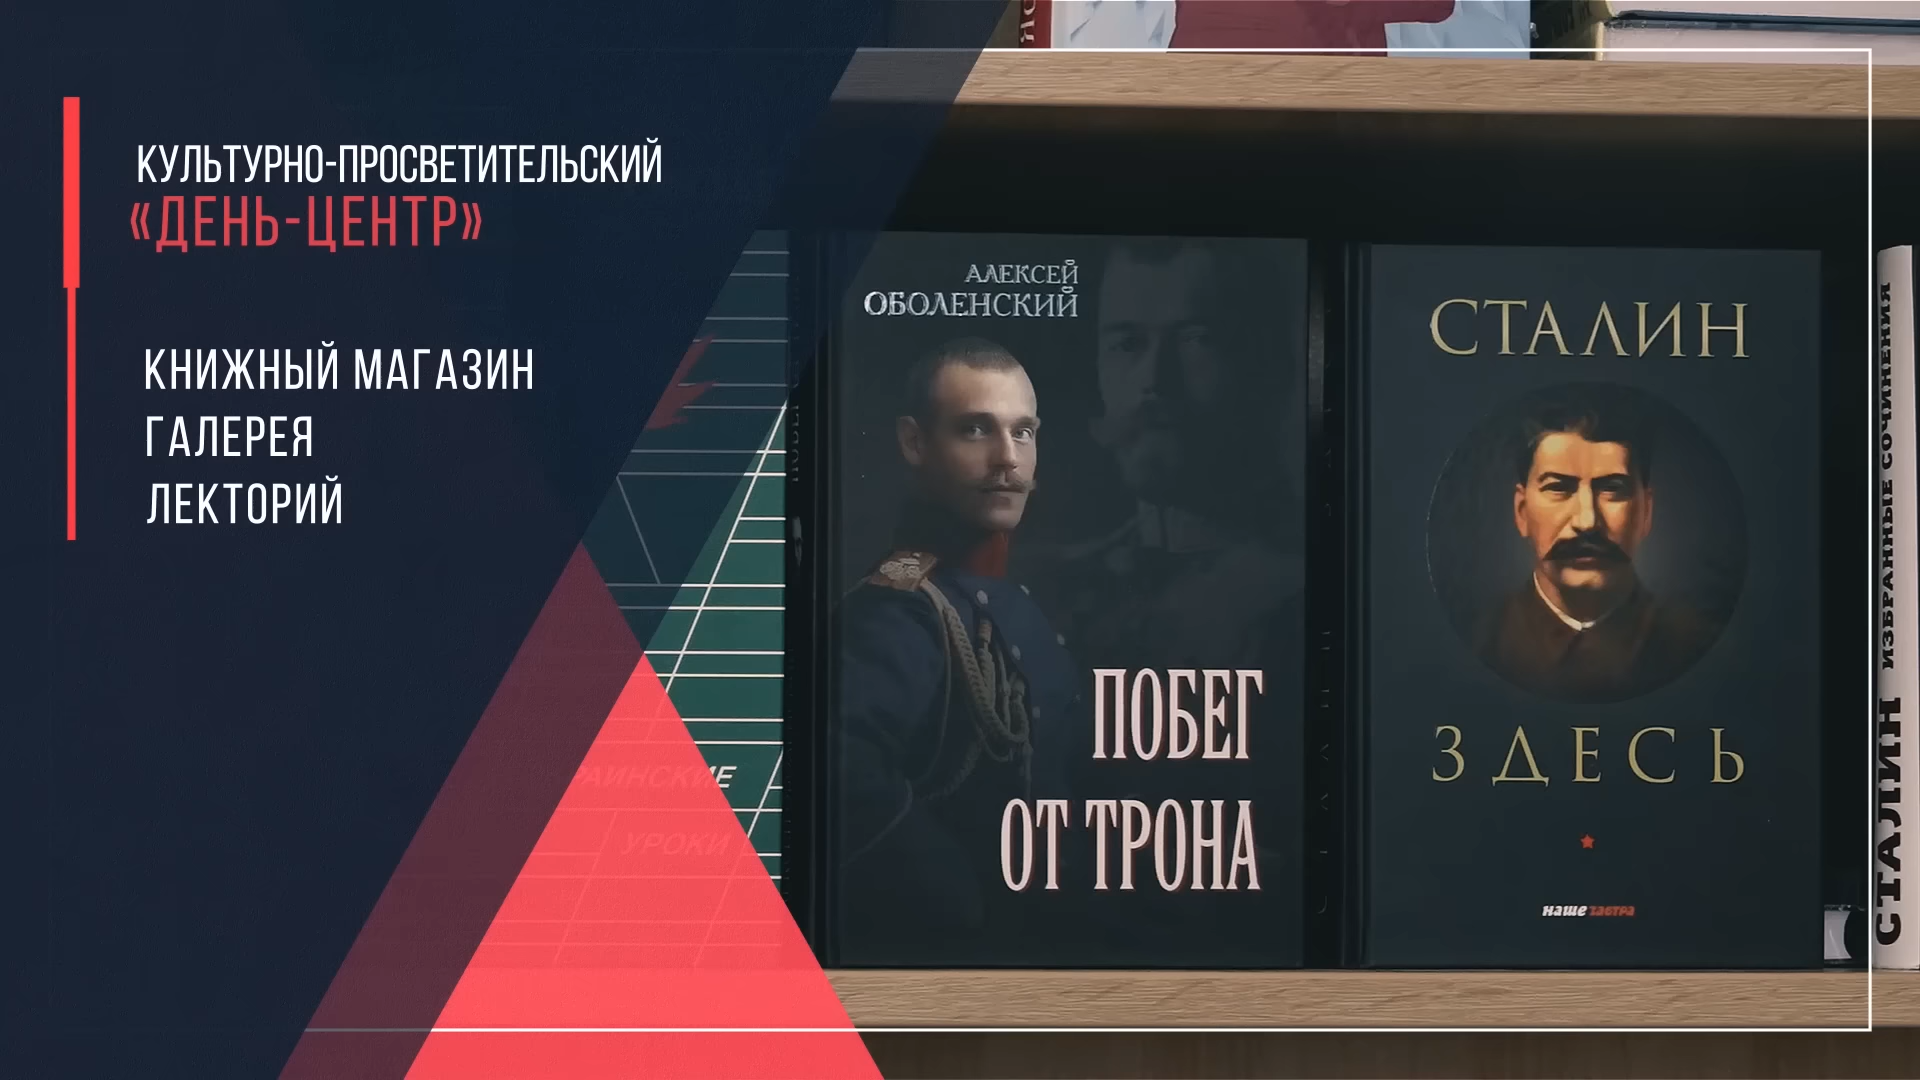 КУЛЬТУРНО-ПРОСВЕТИТЕЛЬСКИЙ
«ДЕНЬ-ЦЕНТР»
КНИЖНЫЙ МАГАЗИН
ГАЛЕРЕЯ
ЛЕКТОРИЙ
АЛЕКСЕЙ
ОБОЛЕНСКИЙ
ПОБЕГ
ОТ ТРОНА
СТАЛИН
ЗДЕСЬ
наше завтра
СТАЛИН ИЗБРАННЫЕ СОЧИНЕНИЯ
УРОКИ